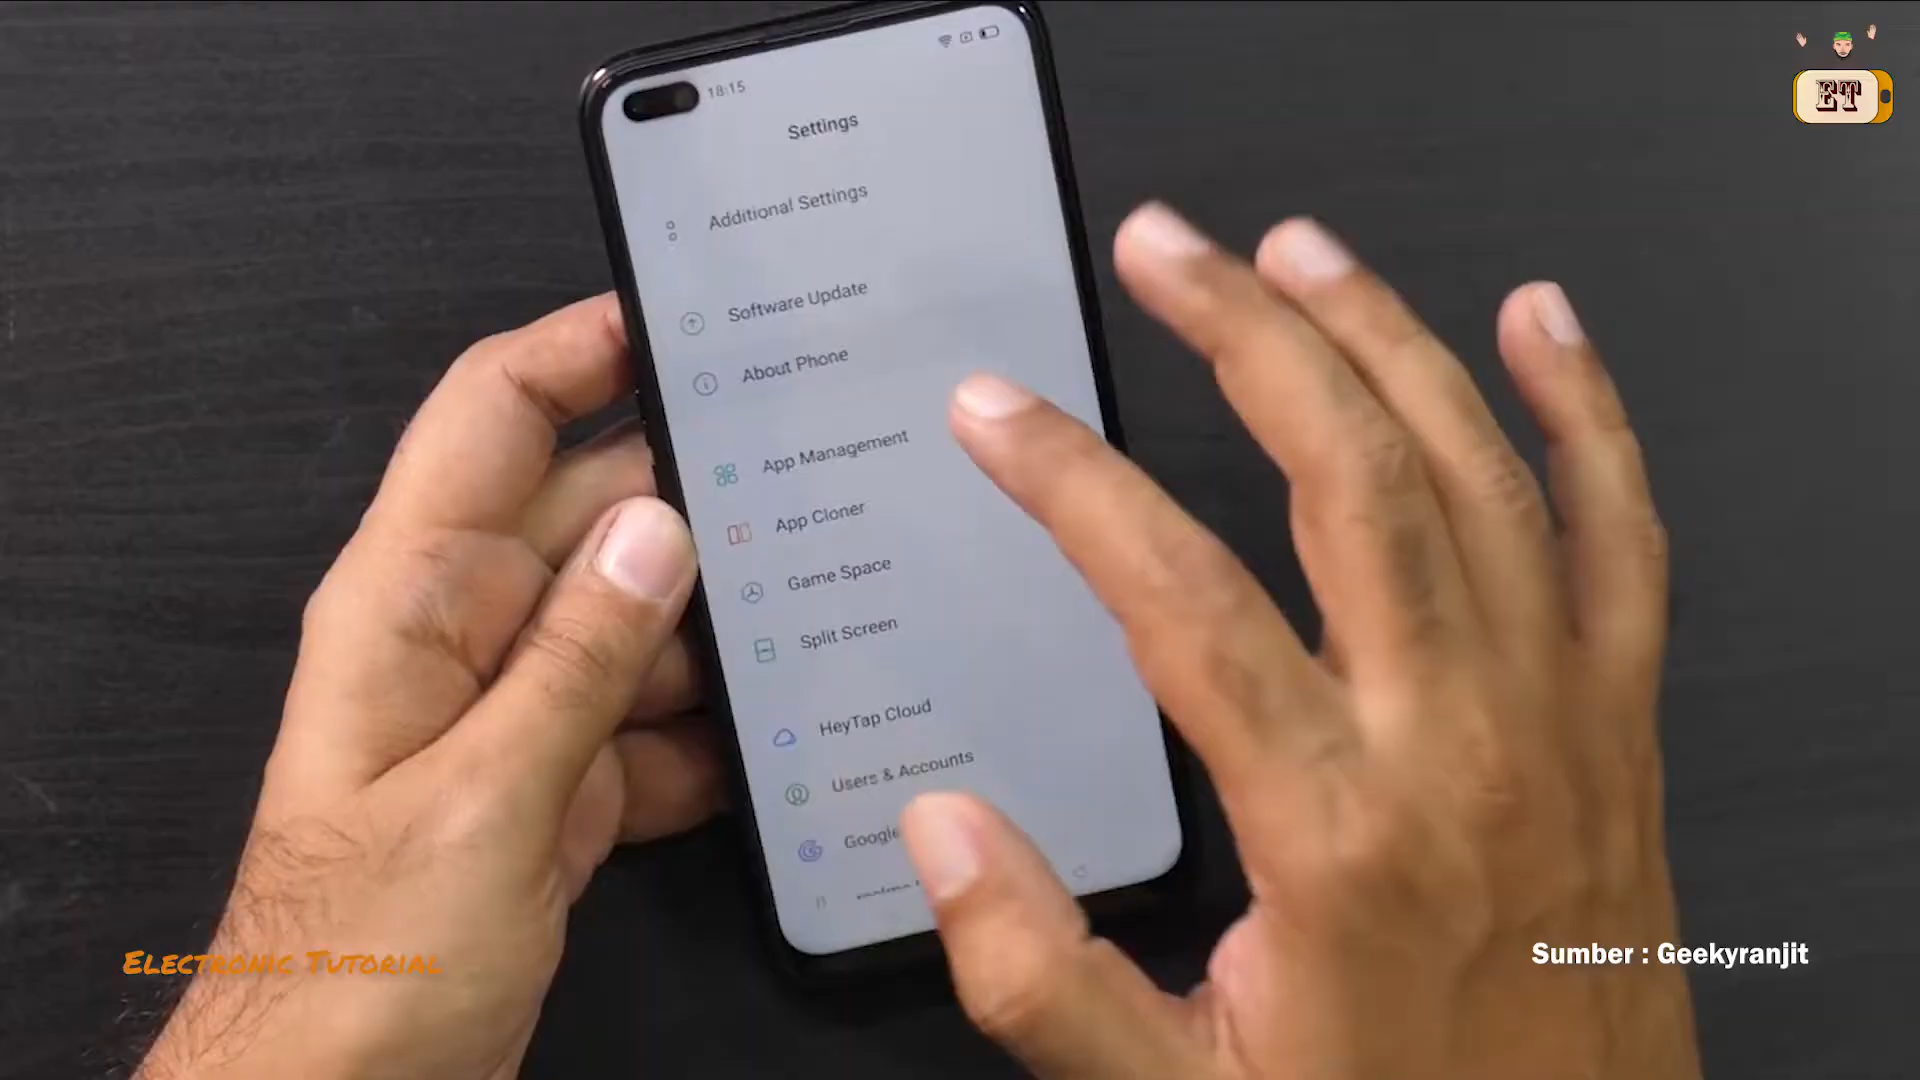 ET
18:15
Settings
Additional Settings
Software Update
About Phone
App Management
App Cloner
Game Space
Split Screen
HeyTap Cloud
Users & Accounts
Google
Electronic Tutorial
Sumber : Geekyranjit